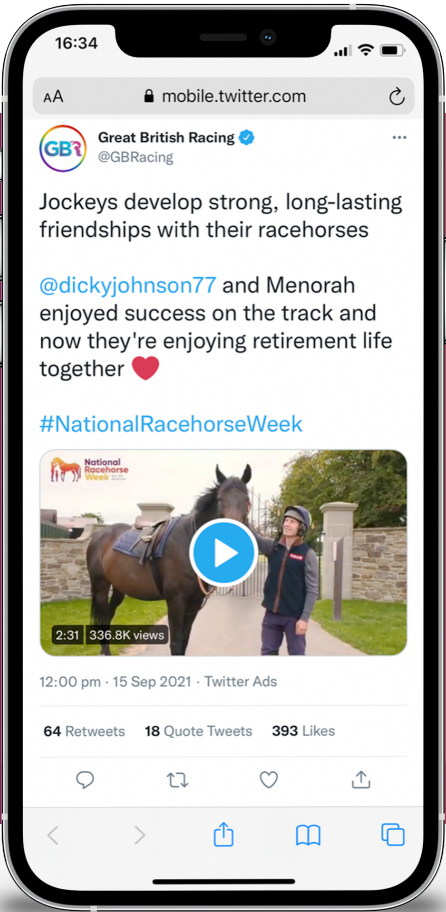 16:34
AA mobile.twitter.com
GBR
Great British Racing
@GBRacing
Jockeys develop strong, long-lasting
friendships with their racehorses
@dickyjohnson77 and Menorah
enjoyed success on the track and
now they're enjoying retirement life
together ❤️
#NationalRacehorseWeek
National
Racehorse
Week
2:31 336.8K views
12:00 pm · 15 Sep 2021 · Twitter Ads
64 Retweets 18 Quote Tweets 393 Likes